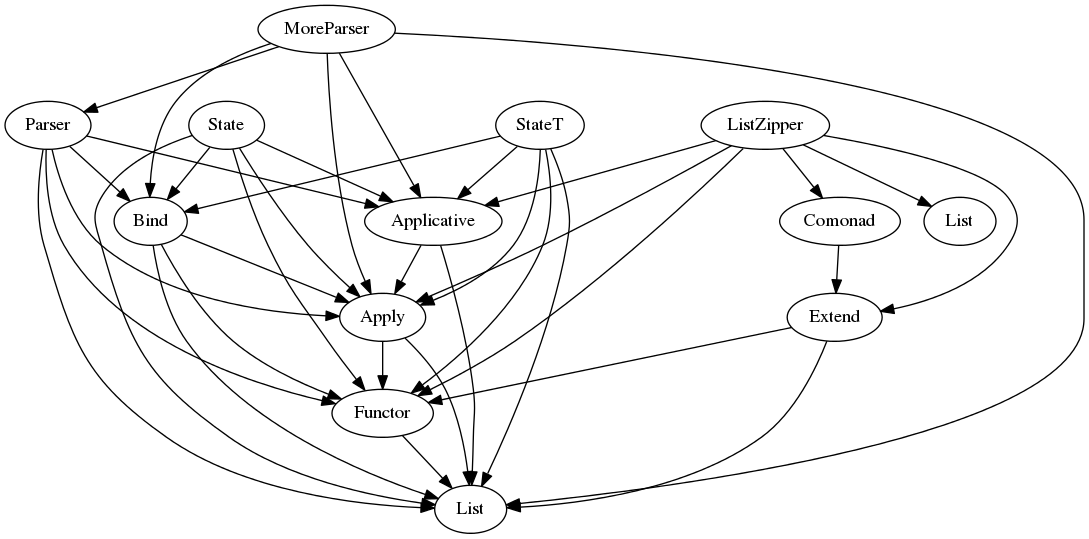 MoreParser
Parser
State
StateT
ListZipper
Bind
Applicative
Comonad
List
Apply
Extend
Functor
List